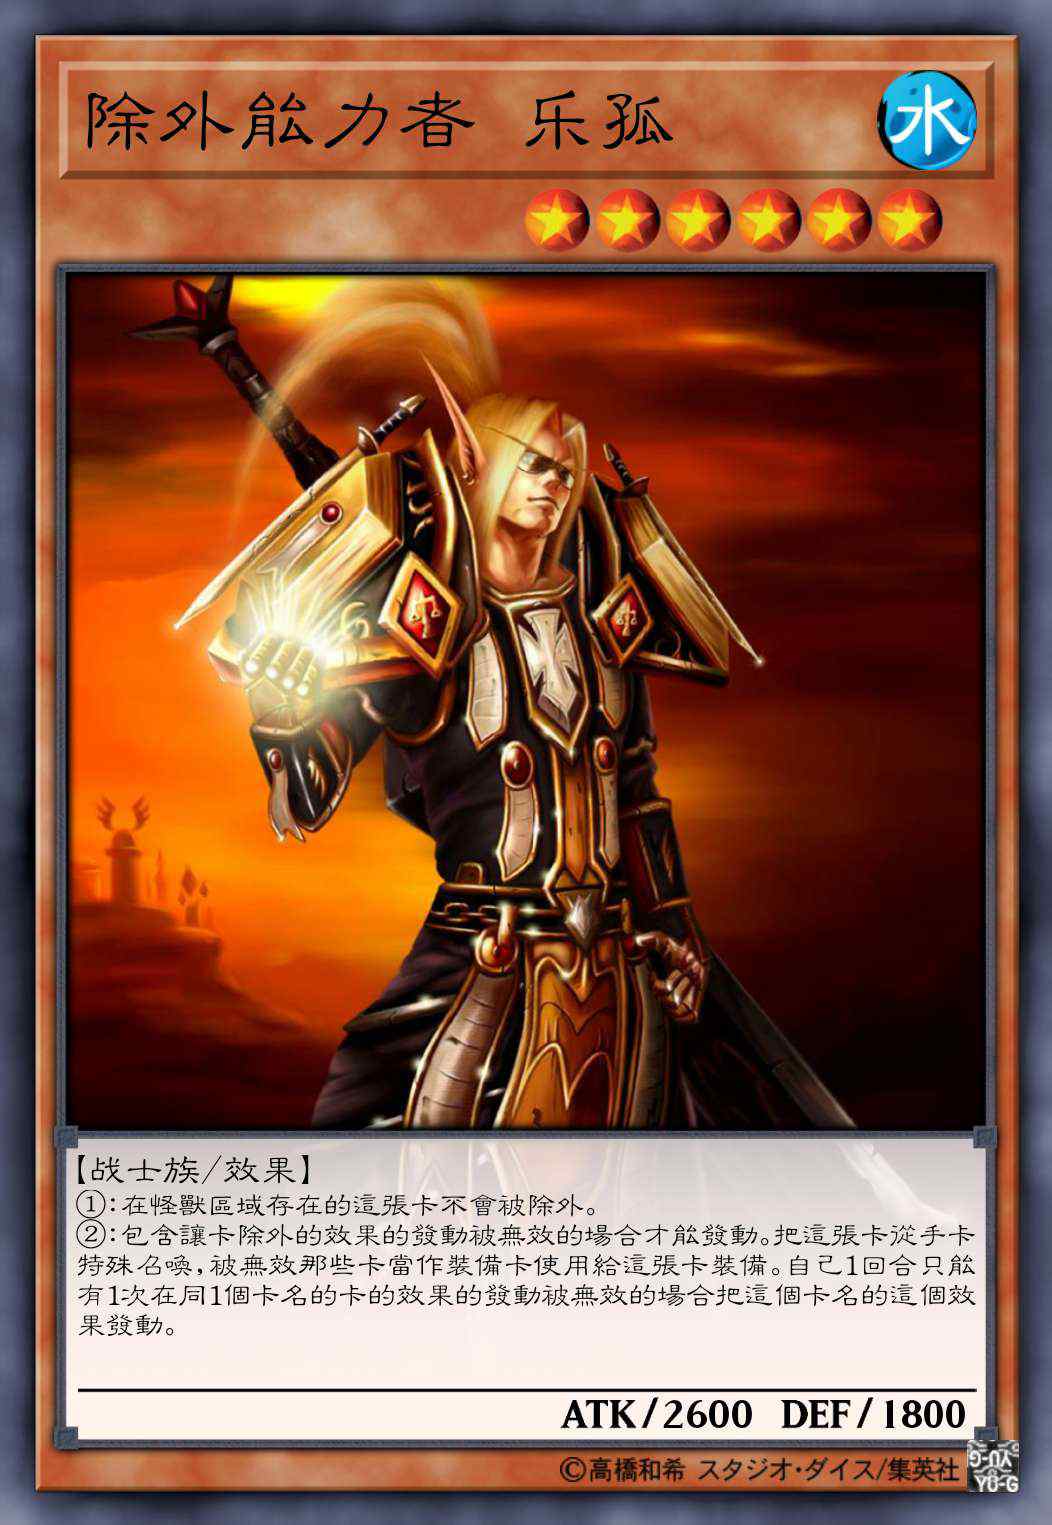 除外能力者 乐孤
水
【战士族/效果】
①:在怪獸區域存在的這張卡不會被除外。
②:包含讓卡除外的效果的發動被無效的場合才能發動。把這張卡從手卡
特殊召喚,被無效那些卡當作裝備卡使用給這張卡裝備。自己1回合只能
有1次在同1個卡名的卡的效果的發動被無效的場合把這個卡名的這個效
果發動。
ATK/2600 DEF/1800
©高橋和希 スタジオ・ダイス/集英社
YU-G